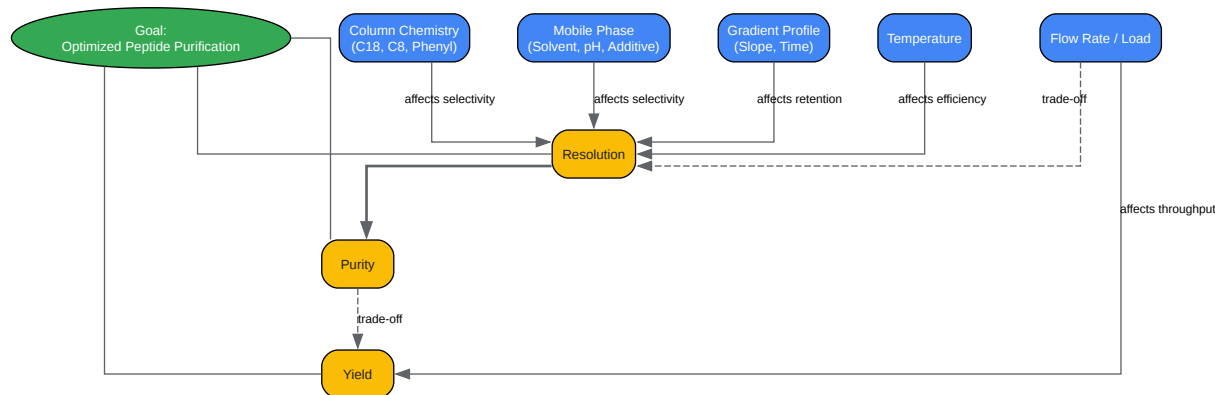 Goal:
Optimized Peptide Purification
Column Chemistry
(C18, C8, Phenyl)
Mobile Phase
(Solvent, pH, Additive)
Gradient Profile
(Slope, Time)
Temperature
Flow Rate / Load
affects selectivity
affects selectivity
affects retention
affects efficiency
trade-off
Resolution
affects throughput
Purity
trade-off
Yield